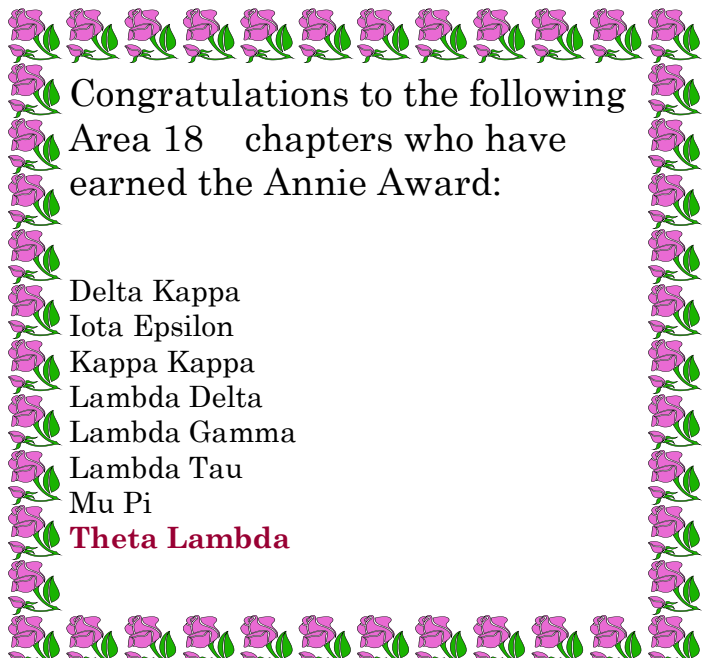 Congratulations to the following
Area 18 chapters who have
earned the Annie Award:
Delta Kappa
Iota Epsilon
Kappa Kappa
Lambda Delta
Lambda Gamma
Lambda Tau
Mu Pi
Theta Lambda